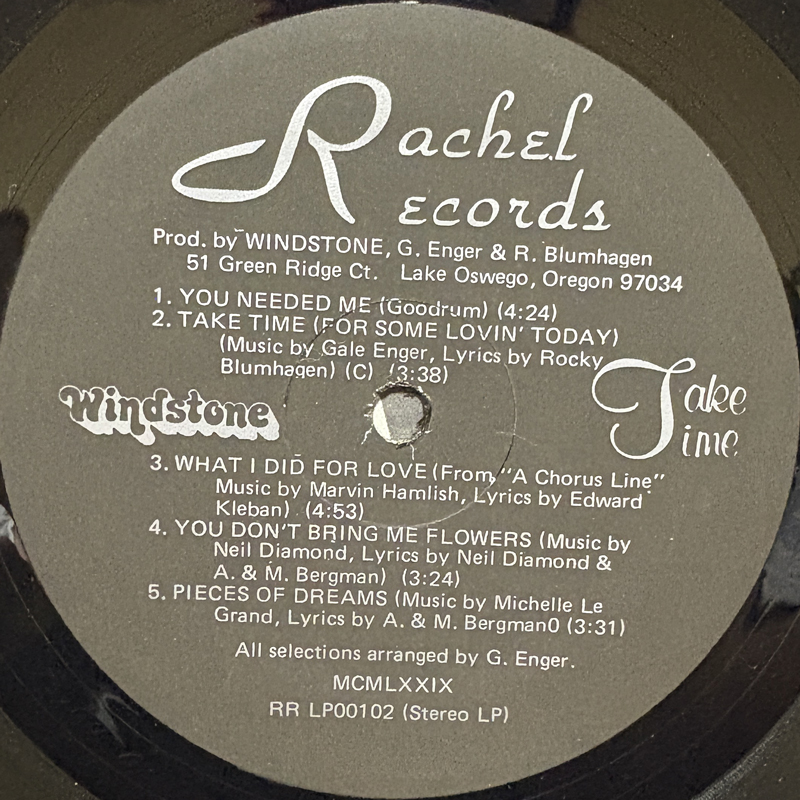 Rachel
Records
Prod. by WINDSTONE, G. Enger & R. Blumhagen
51 Green Ridge Ct. Lake Oswego, Oregon 97034
1. YOU NEEDED ME (Goodrum) (4:24)
2. TAKE TIME (FOR SOME LOVIN' TODAY)
(Music by Gale Enger, Lyrics by Rocky
Blumhagen) (C) (3:38)
Windstone
Take
Time
3. WHAT I DID FOR LOVE (From "A Chorus Line"
Music by Marvin Hamlish, Lyrics by Edward
Kleban) (4:53)
4. YOU DON'T BRING ME FLOWERS (Music by
Neil Diamond, Lyrics by Neil Diamond &
A. & M. Bergman) (3:24)
5. PIECES OF DREAMS (Music by Michelle Le
Grand, Lyrics by A. & M. Bergman0 (3:31)
All selections arranged by G. Enger.
MCMLXXIX
RR LP00102 (Stereo LP)